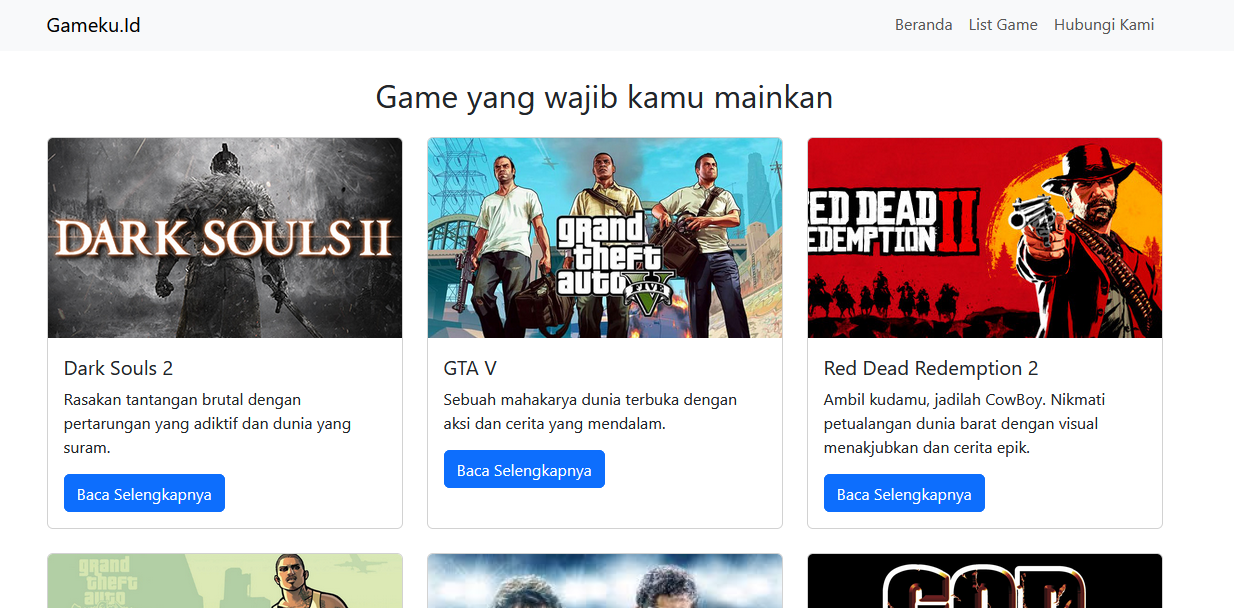 Gameku.Id
Beranda
List Game
Hubungi Kami
Game yang wajib kamu mainkan
DARK SOULS II
grand
theft
auto
FIVE
V
RED DEAD
REDEMPTION II
Dark Souls 2
Rasakan tantangan brutal dengan
pertarungan yang adiktif dan dunia yang
suram.
Baca Selengkapnya
GTA V
Sebuah mahakarya dunia terbuka dengan
aksi dan cerita yang mendalam.
Baca Selengkapnya
Red Dead Redemption 2
Ambil kudamu, jadilah CowBoy. Nikmati
petualangan dunia barat dengan visual
menakjubkan dan cerita epik.
Baca Selengkapnya
grand
theft
auto
GOD